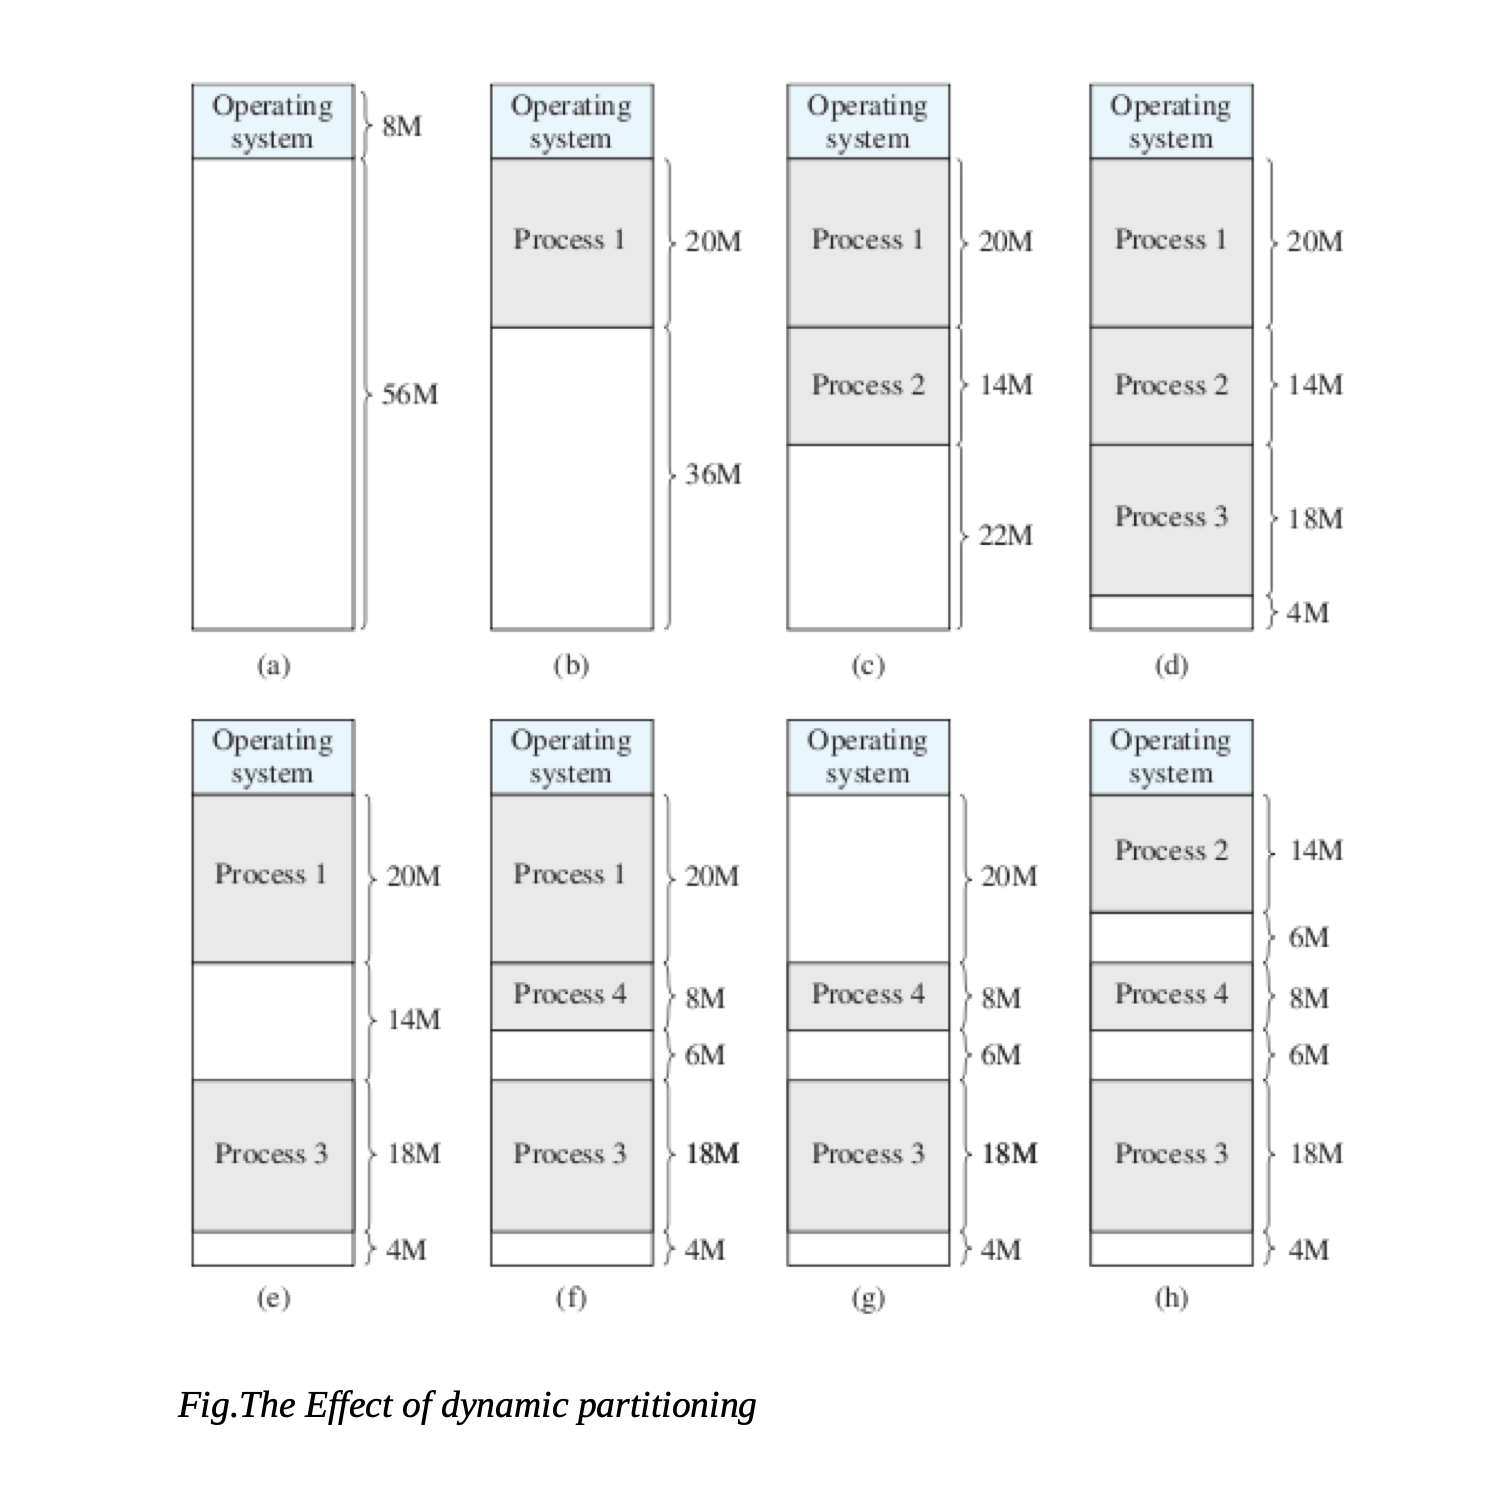 Operating
system
8M
56M
(a)
Operating
system
Process 1
20M
36M
(b)
Operating
system
Process 1
20M
Process 2
14M
22M
(c)
Operating
system
Process 1
20M
Process 2
14M
Process 3
18M
4M
(d)
Operating
system
Process 1
20M
14M
Process 3
18M
4M
(e)
Operating
system
Process 1
20M
Process 4
8M
6M
Process 3
18M
4M
(f)
Operating
system
20M
Process 4
8M
6M
Process 3
18M
4M
(g)
Operating
system
Process 2
14M
6M
Process 4
8M
6M
Process 3
18M
4M
(h)
Fig.The Effect of dynamic partitioning